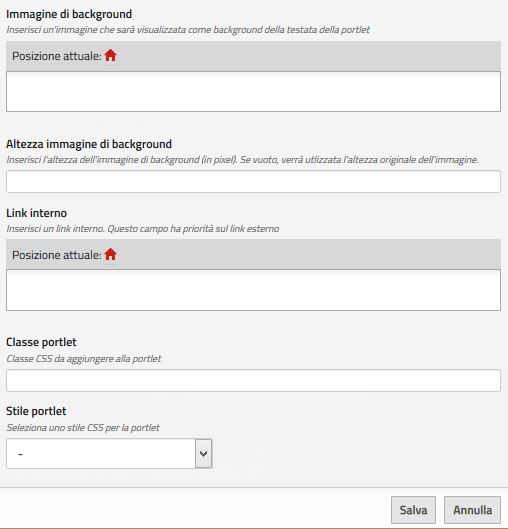 Immagine di background
Inserisci un'immagine che sarà visualizzata come background della testata della portlet
Posizione attuale:
Altezza immagine di background
Inserisci l'altezza dell'immagine di background (in pixel). Se vuoto, verrà utlizzata l'altezza originale dell'immagine.
Link interno
Inserisci un link interno. Questo campo ha priorità sul link esterno
Posizione attuale:
Classe portlet
Classe CSS da aggiungere alla portlet
Stile portlet
Seleziona uno stile CSS per la portlet
-
Salva Annulla